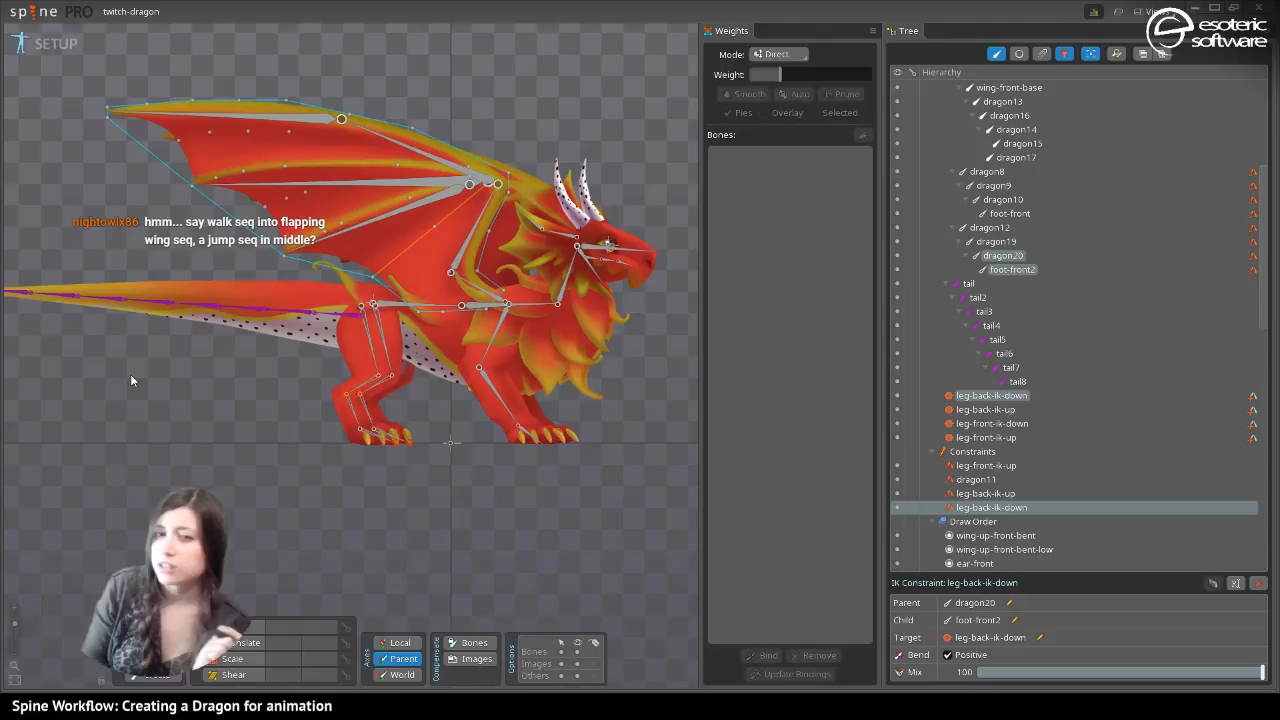 spine PRO
twitch-dragon
Views
esoteric
software
SETUP
Weights
Mode:
Direct
Weight:
Smooth
Auto
Prune
Pies
Overlay
Selected
Bones:
Bind
Remove
Update Bindings
Tree
Hierarchy
wing-front-base
dragon13
dragon16
dragon14
dragon15
dragon17
dragon8
dragon9
dragon10
foot-front
dragon12
dragon19
dragon20
foot-front2
tail
tail2
tail3
tail4
tail5
tail6
tail7
tail8
leg-back-ik-down
leg-back-ik-up
leg-front-ik-down
leg-front-ik-up
Constraints
leg-front-ik-up
dragon11
leg-back-ik-up
leg-back-ik-down
Draw Order
wing-up-front-bent
wing-up-front-bent-low
ear-front
IK Constraint: leg-back-ik-down
Parent
dragon20
Child
foot-front2
Target
leg-back-ik-down
Bend
Positive
Mix
100
nightowlx86 hmm... say walk seq into flapping
wing seq, a jump seq in middle?
Scale
Shear
Axes
Local
Parent
World
Compensate
Bones
Images
Options
Bones
Images
Others
Spine Workflow: Creating a Dragon for animation